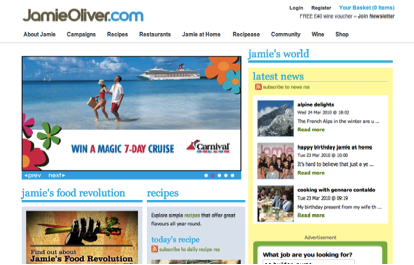 JamieOliver.com
Login Register Your Basket (0 items)
FREE £40 wine voucher – Join Newsletter
About Jamie Campaigns Recipes Restaurants Jamie at Home Recipease Community Wine Shop
WIN A MAGIC 7-DAY CRUISE Carnival
‹prev next›
jamie's world
latest news
subscribe to news rss
alpine delights
Wed 24 Mar 2010 @ 18:02
The French Alps in the winter are u ...
Read more
happy birthday jamie at home
Tue 23 Mar 2010 @ 10:00
It's hard to believe that just a ye ...
Read more
cooking with gennaro contaldo
Tue 23 Mar 2010 @ 09:19
My birthday present from my wife th ...
Read more
Advertisement
What job are you looking for?
jamie's food revolution
Find out about
Jamie's Food Revolution
recipes
Explore simple recipes that offer great
flavours all year round.
today's recipe
subscribe to daily recipe rss